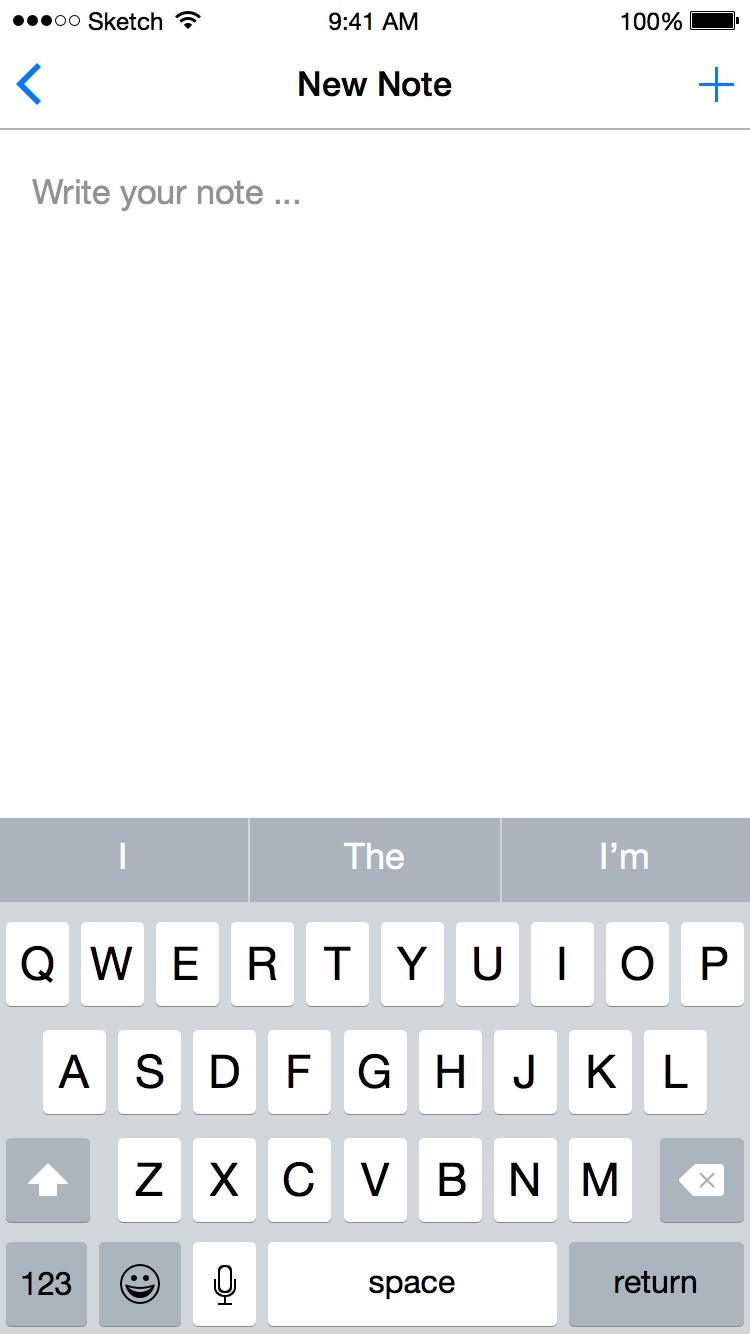 Sketch 9:41 AM 100%
New Note
Write your note ...
I The I’m
Q W E R T Y U I O P
A S D F G H J K L
Z X C V B N M
123 space return